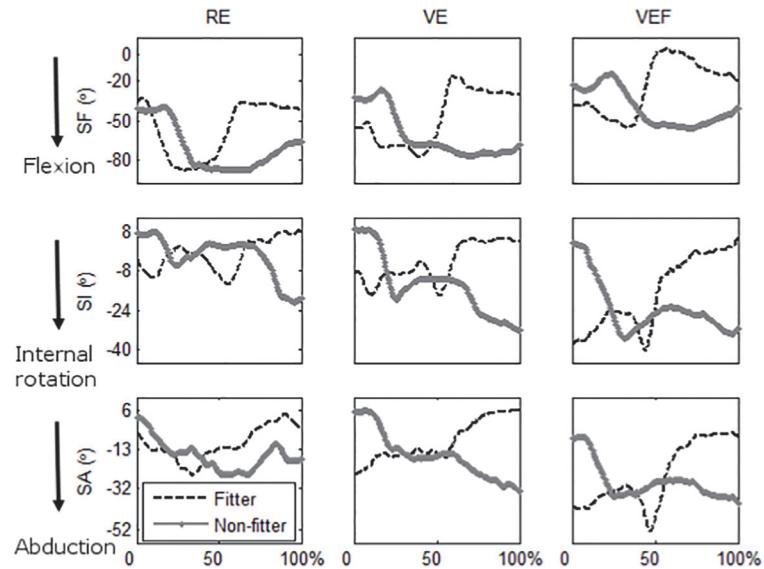 RE VE VEF
0
-20
-50
-80
SF (º)
Flexion
8
-8
-24
-40
SI (º)
Internal
rotation
6
-13
-32
-52
SA (º)
Abduction
Fitter
Non-fitter
0 50 100% 0 50 100% 0 50 100%